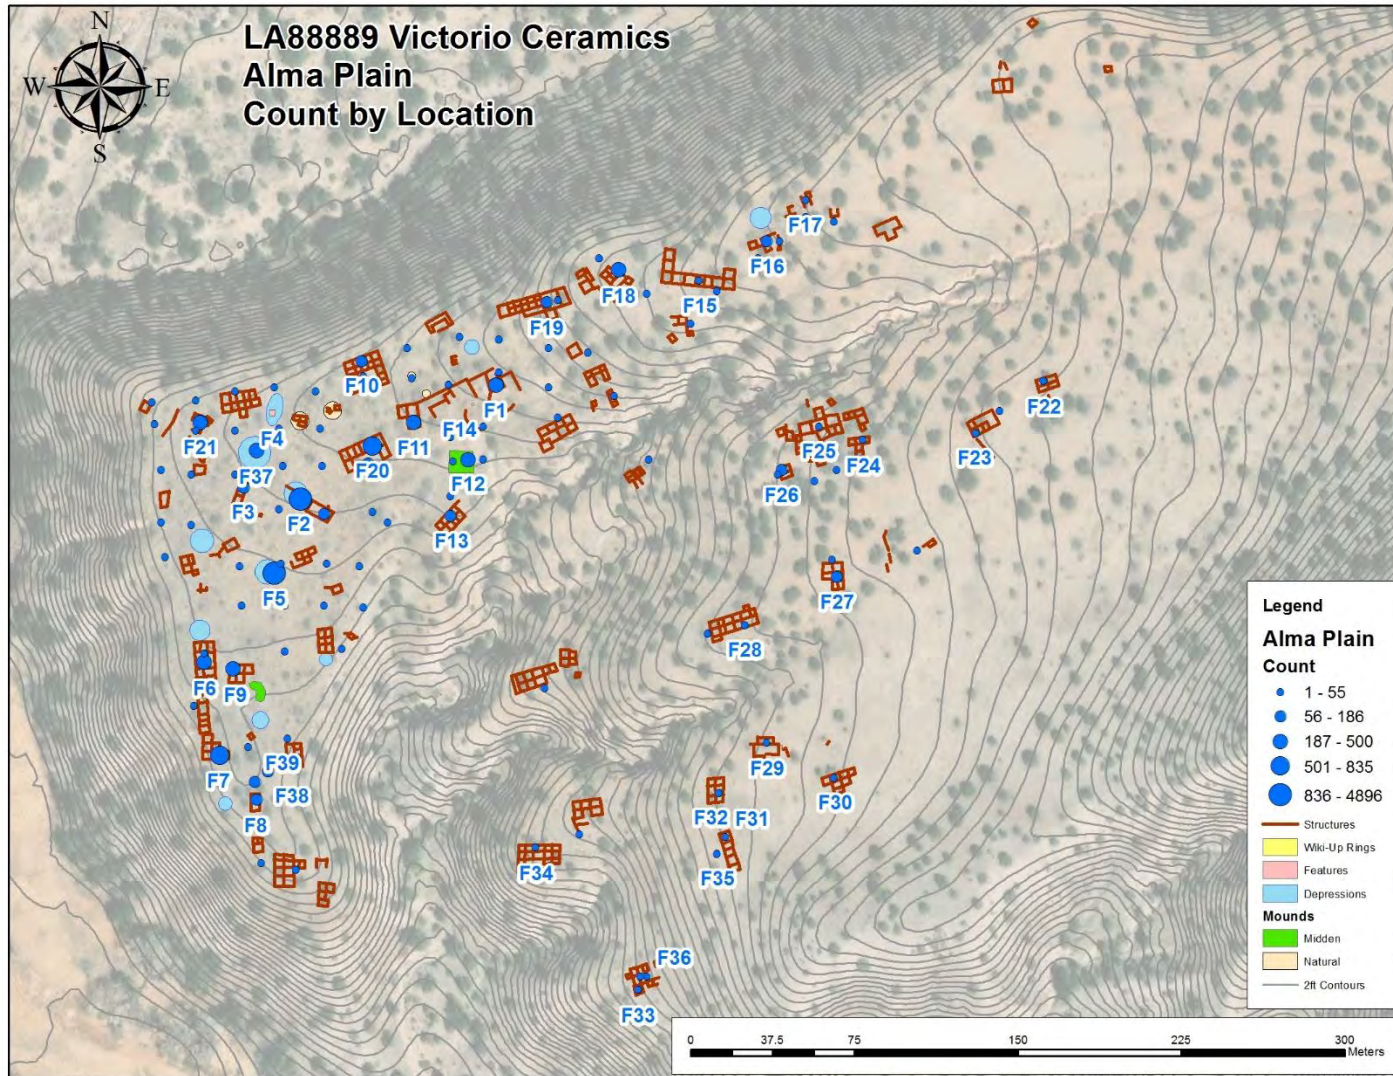 N
W
E
S
LA88889 Victorio Ceramics
Alma Plain
Count by Location
F17
F16
F18
F15
F19
F10
F1
F22
F21
F4
F11
F14
F25
F24
F23
F20
F37
F12
F26
F3
F2
F13
F5
F27
F28
F6
F9
F39
F29
F7
F38
F30
F8
F32
F31
F34
F35
F36
F33
Legend
Alma Plain
Count
1 - 55
56 - 186
187 - 500
501 - 835
836 - 4896
Structures
Wiki-Up Rings
Features
Depressions
Mounds
Midden
Natural
2ft Contours
0 37.5 75 150 225 300
Meters